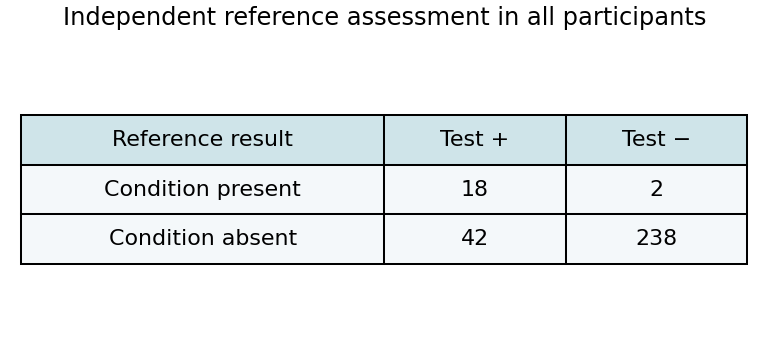 Independent reference assessment in all participants
Reference result Test + Test −
Condition present 18 2
Condition absent 42 238